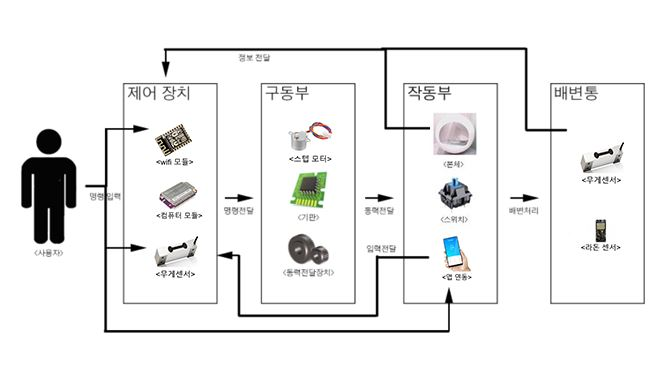 정보 전달
제어 장치
구동부
작동부
배변통
<wifi 모듈>
<스텝 모터>
<본체>
<우게센서>
<컴퓨터 모듈>
명령 입력
명령전달
<기판>
동력전달
<스위치>
배변처리
<사용자>
입력전달
<우게센서>
<동력전달장치>
<앱 연동>
<라돈 센서>